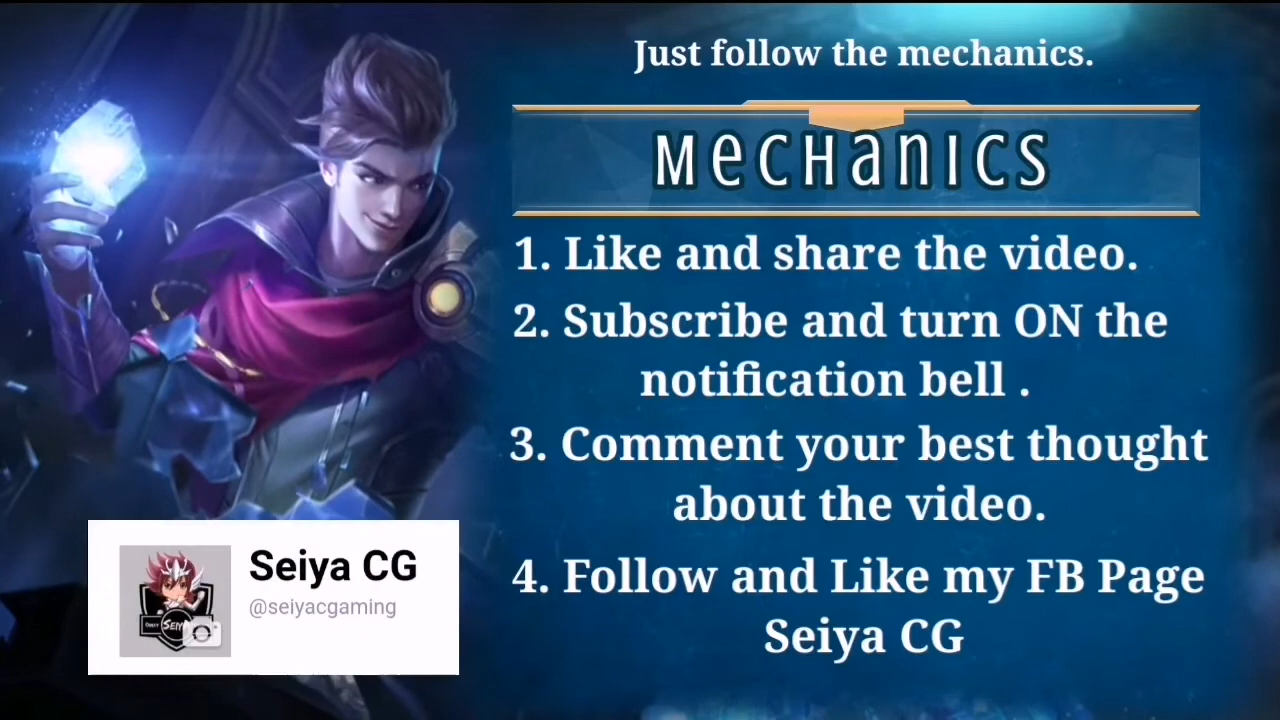 Just follow the mechanics.
MeCHaNICS
1. Like and share the video.
2. Subscribe and turn ON the
notification bell .
3. Comment your best thought
about the video.
4. Follow and Like my FB Page
Seiya CG
Seiya CG
@seiyacgaming